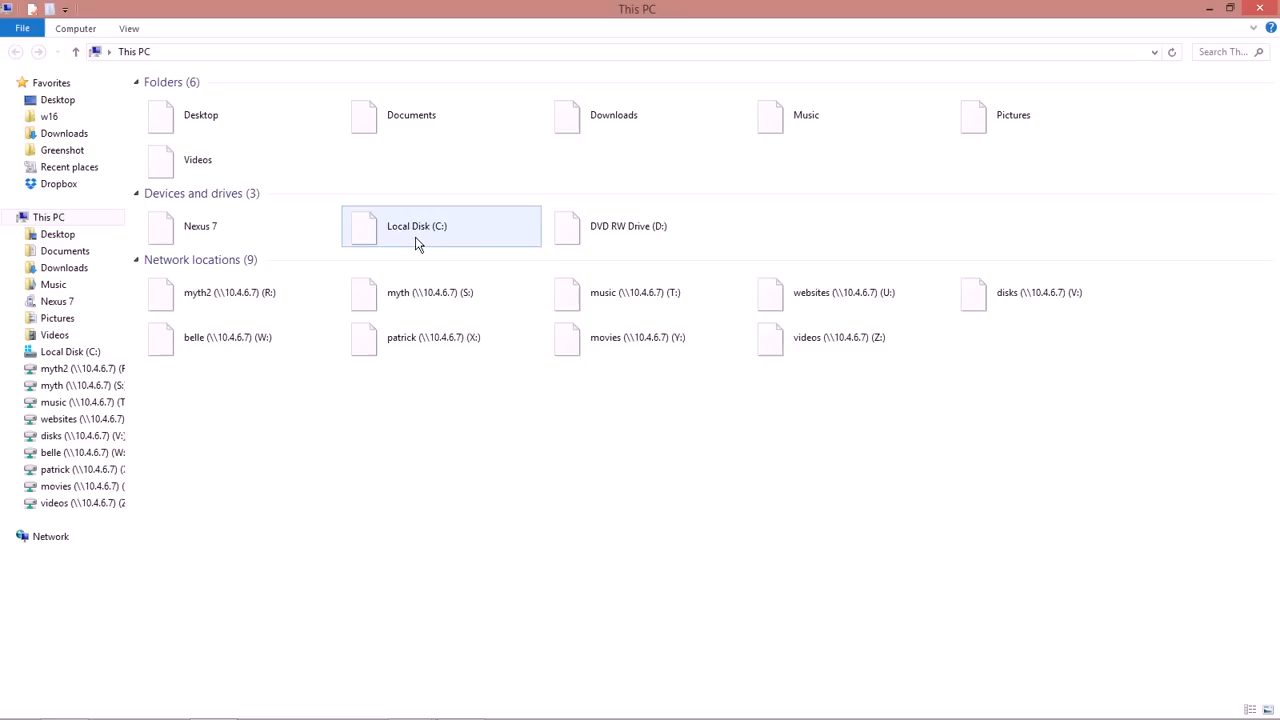 This PC
File Computer View
This PC Search Th...
Favorites
Desktop
w16
Downloads
Greenshot
Recent places
Dropbox
This PC
Desktop
Documents
Downloads
Music
Nexus 7
Pictures
Videos
Local Disk (C:)
myth2 (\\10.4.6.7) (F
myth (\\10.4.6.7) (S:
music (\\10.4.6.7) (T
websites (\\10.4.6.7)
disks (\\10.4.6.7) (V:
belle (\\10.4.6.7) (W:
patrick (\\10.4.6.7) (
movies (\\10.4.6.7) (
videos (\\10.4.6.7) (Z
Network
Folders (6)
Desktop Documents Downloads Music Pictures
Videos
Devices and drives (3)
Nexus 7 Local Disk (C:) DVD RW Drive (D:)
Network locations (9)
myth2 (\\10.4.6.7) (R:) myth (\\10.4.6.7) (S:) music (\\10.4.6.7) (T:) websites (\\10.4.6.7) (U:) disks (\\10.4.6.7) (V:)
belle (\\10.4.6.7) (W:) patrick (\\10.4.6.7) (X:) movies (\\10.4.6.7) (Y:) videos (\\10.4.6.7) (Z:)